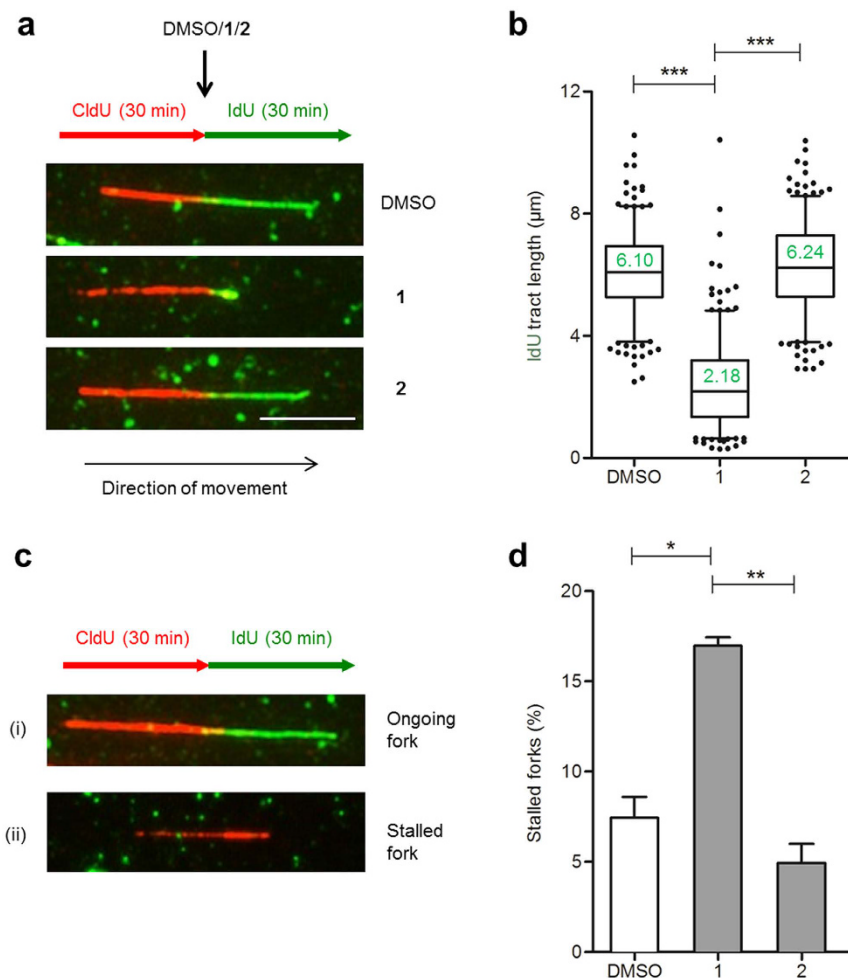 a
DMSO/1/2
CldU (30 min) IdU (30 min)
DMSO
1
2
Direction of movement
b
*** ***
IdU tract length (µm)
12
8
4
0
6.10
2.18
6.24
DMSO 1 2
c
CldU (30 min) IdU (30 min)
(i)
Ongoing
fork
(ii)
Stalled
fork
d
* **
Stalled forks (%)
20
15
10
5
0
DMSO 1 2